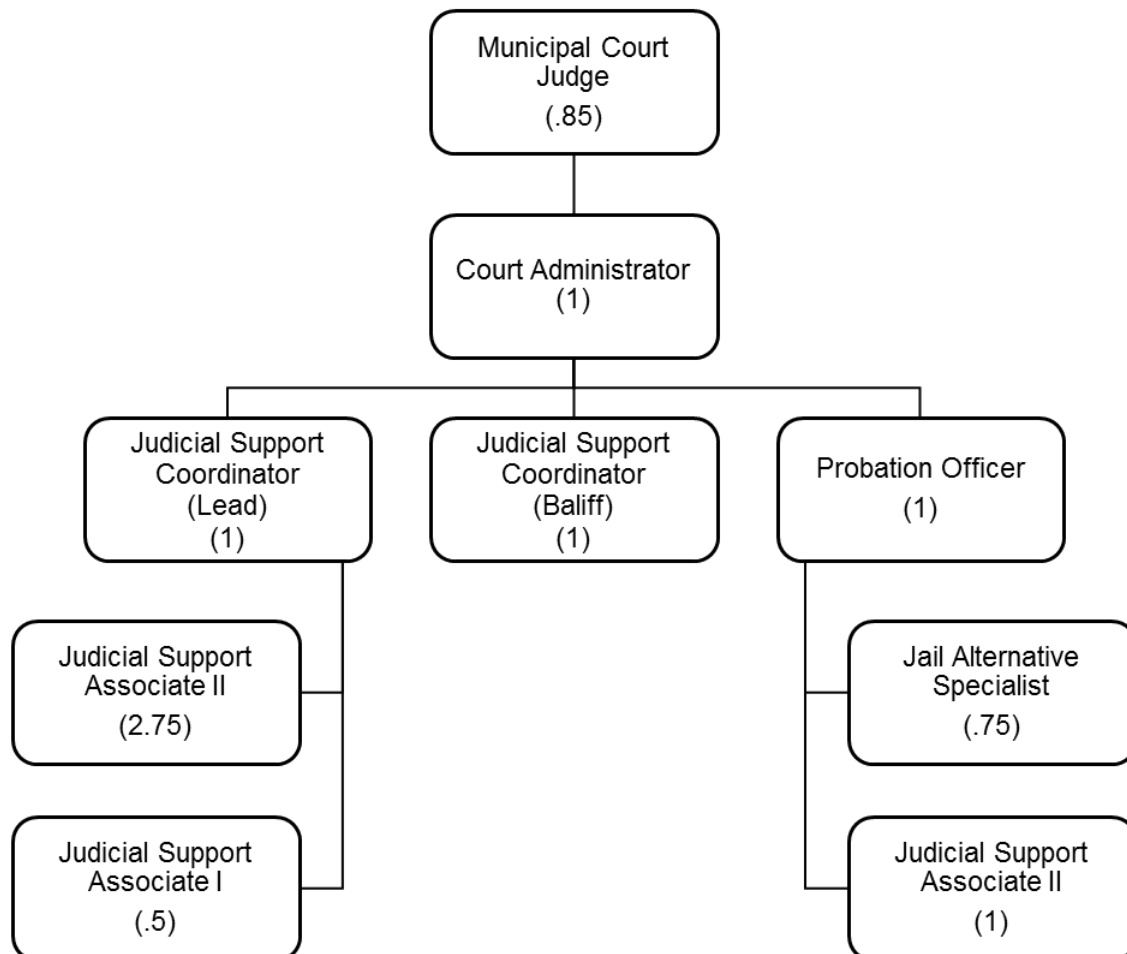 Municipal Court
Judge
(.85)
Court Administrator
(1)
Judicial Support
Coordinator
(Lead)
(1)
Judicial Support
Coordinator
(Baliff)
(1)
Probation Officer
(1)
Judicial Support
Associate II
(2.75)
Jail Alternative
Specialist
(.75)
Judicial Support
Associate I
(.5)
Judicial Support
Associate II
(1)